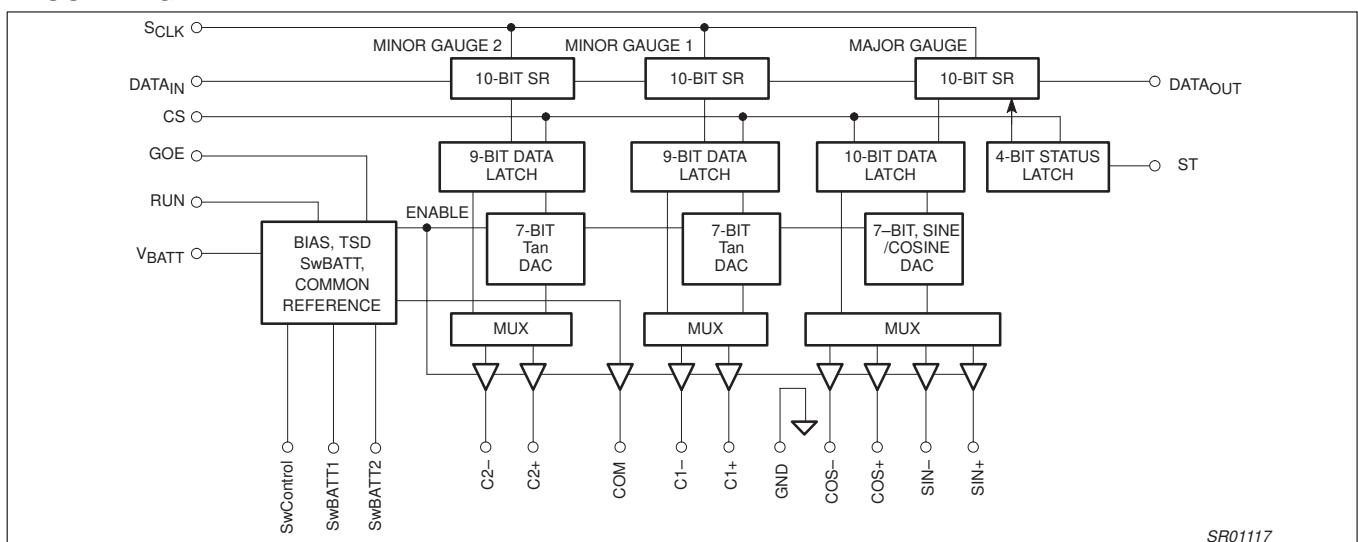 SCLK
MINOR GAUGE 2
MINOR GAUGE 1
MAJOR GAUGE
DATAIN
10-BIT SR
10-BIT SR
10-BIT SR
DATAOUT
CS
GOE
9-BIT DATA
LATCH
9-BIT DATA
LATCH
10-BIT DATA
LATCH
4-BIT STATUS
LATCH
ST
RUN
ENABLE
VBATT
BIAS, TSD
SwBATT,
COMMON
REFERENCE
7-BIT
Tan
DAC
7-BIT
Tan
DAC
7–BIT, SINE
/COSINE
DAC
MUX
MUX
MUX
SwControl
SwBATT1
SwBATT2
C2–
C2+
COM
C1–
C1+
GND
COS–
COS+
SIN–
SIN+
SR01117